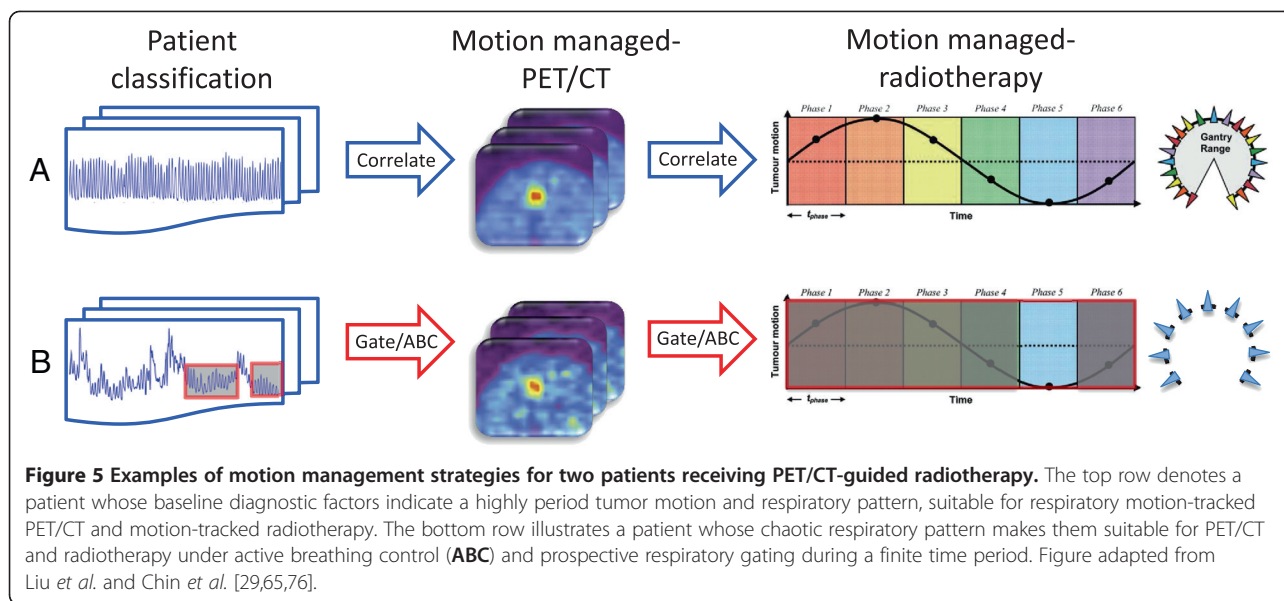 Patient
classification
Motion managed-
PET/CT
Motion managed-
radiotherapy
A
Correlate
Correlate
Phase 1 Phase 2 Phase 3 Phase 4 Phase 5 Phase 6
Tumour motion
t_phase
Time
Gantry
Range
B
Gate/ABC
Gate/ABC
Phase 1 Phase 2 Phase 3 Phase 4 Phase 5 Phase 6
Tumour motion
t_phase
Time
Figure 5 Examples of motion management strategies for two patients receiving PET/CT-guided radiotherapy. The top row denotes a
patient whose baseline diagnostic factors indicate a highly period tumor motion and respiratory pattern, suitable for respiratory motion-tracked
PET/CT and motion-tracked radiotherapy. The bottom row illustrates a patient whose chaotic respiratory pattern makes them suitable for PET/CT
and radiotherapy under active breathing control (ABC) and prospective respiratory gating during a finite time period. Figure adapted from
Liu et al. and Chin et al. [29,65,76].